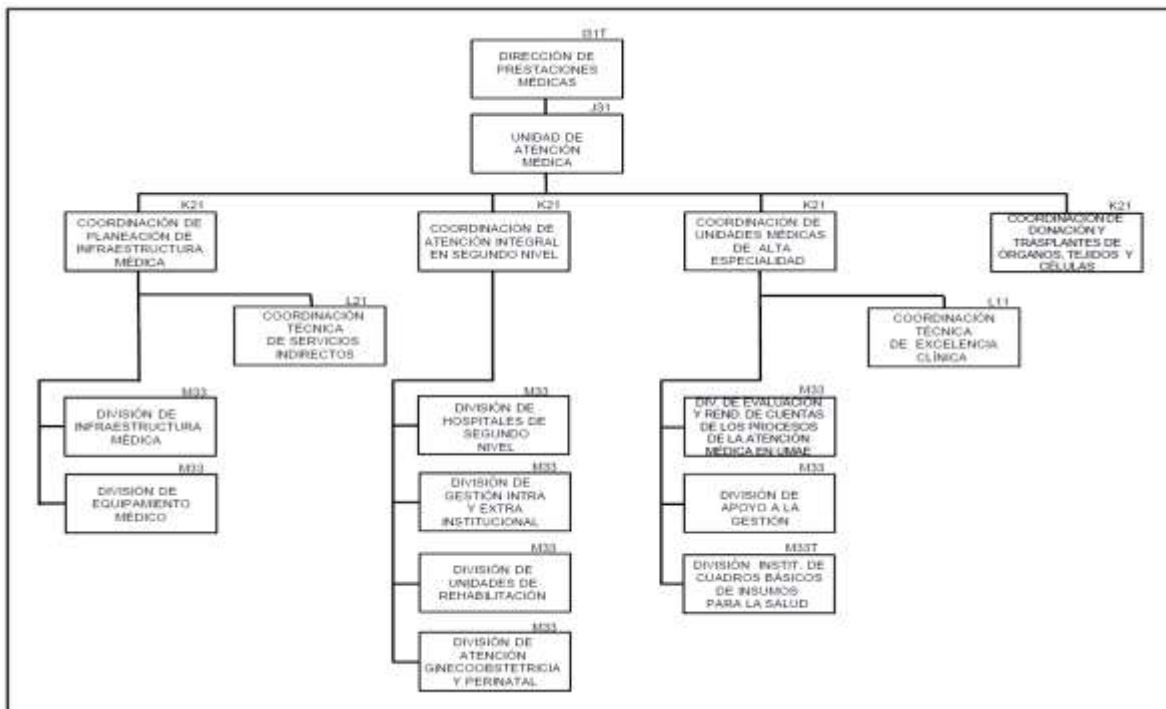 I31T
DIRECCIÓN DE
PRESTACIONES
MÉDICAS
J31
UNIDAD DE
ATENCIÓN
MÉDICA
K21
COORDINACIÓN DE
PLANEACIÓN DE
INFRAESTRUCTURA
MÉDICA
K21
COORDINACIÓN DE
ATENCIÓN INTEGRAL
EN SEGUNDO NIVEL
K21
COORDINACIÓN DE
UNIDADES MÉDICAS
DE ALTA
ESPECIALIDAD
K21
COORDINACIÓN DE
DONACIÓN Y
TRASPLANTES DE
ÓRGANOS, TEJIDOS Y
CÉLULAS
L21
COORDINACIÓN
TÉCNICA
DE SERVICIOS
INDIRECTOS
L11
COORDINACIÓN
TÉCNICA
DE EXCELENCIA
CLÍNICA
M33
DIVISIÓN DE
INFRAESTRUCTURA
MÉDICA
M33
DIVISIÓN DE
EQUIPAMIENTO
MÉDICO
M33
DIVISIÓN DE
HOSPITALES DE
SEGUNDO
NIVEL
M33
DIVISIÓN DE
GESTIÓN INTRA
Y EXTRA
INSTITUCIONAL
M33
DIVISIÓN DE
UNIDADES DE
REHABILITACIÓN
M33
DIVISIÓN DE
ATENCIÓN
GINECOOBSTETRICIA
Y PERINATAL
M33
DIV. DE EVALUACIÓN
Y REND. DE CUENTAS
DE LOS PROCESOS
DE LA ATENCIÓN
MÉDICA EN UMAE
M33
DIVISIÓN DE
APOYO A LA
GESTIÓN
M33T
DIVISIÓN INSTIT. DE
CUADROS BÁSICOS
DE INSUMOS
PARA LA SALUD